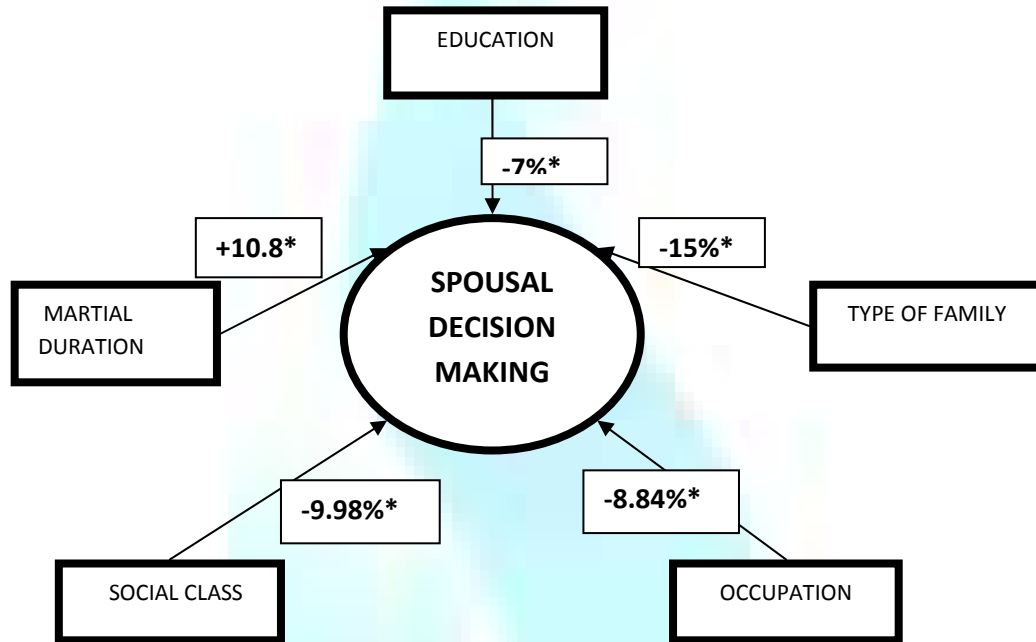 EDUCATION
-7%*
+10.8*
-15%*
SPOUSAL
DECISION
MAKING
MARTIAL
DURATION
TYPE OF FAMILY
-9.98%*
-8.84%*
SOCIAL CLASS
OCCUPATION